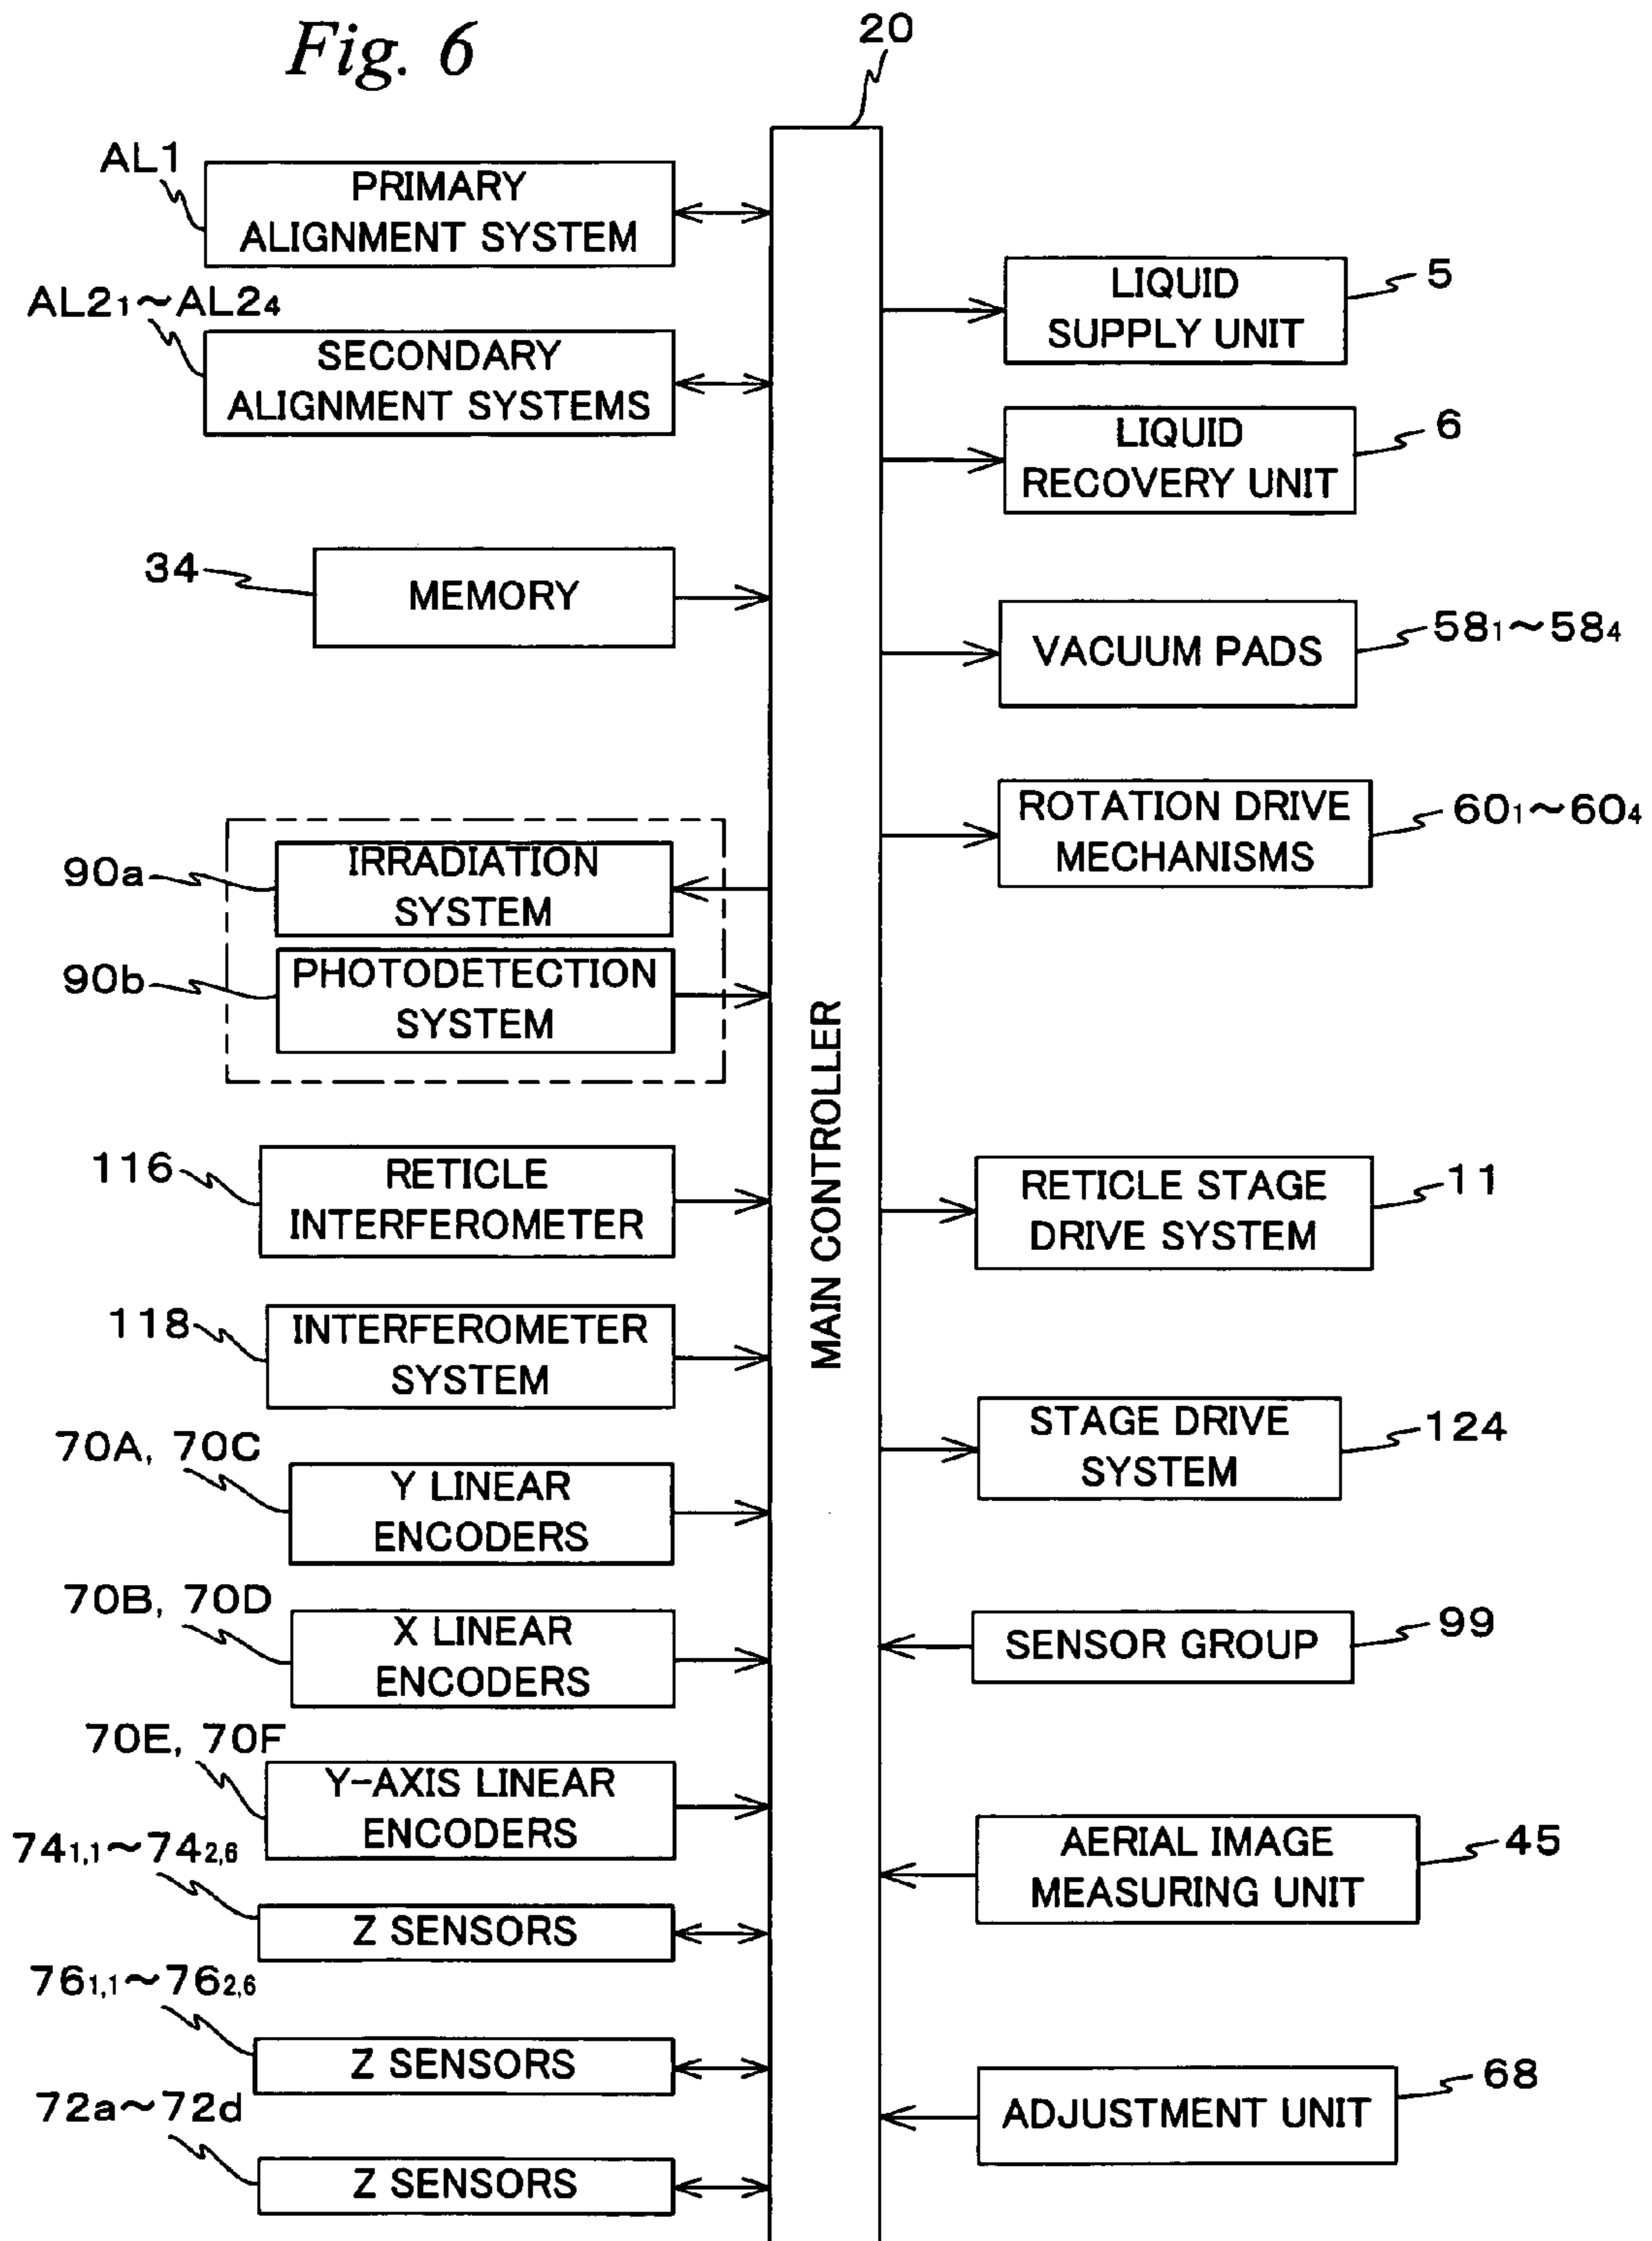 Fig. 6
20
AL1
PRIMARY
ALIGNMENT SYSTEM
AL2₁~AL2₄
SECONDARY
ALIGNMENT SYSTEMS
34
MEMORY
90a
IRRADIATION
SYSTEM
90b
PHOTODETECTION
SYSTEM
116
RETICLE
INTERFEROMETER
118
INTERFEROMETER
SYSTEM
70A, 70C
Y LINEAR
ENCODERS
70B, 70D
X LINEAR
ENCODERS
70E, 70F
Y-AXIS LINEAR
ENCODERS
74₁,₁~74₂,₆
Z SENSORS
76₁,₁~76₂,₆
Z SENSORS
72a~72d
Z SENSORS
MAIN CONTROLLER
LIQUID
SUPPLY UNIT
5
LIQUID
RECOVERY UNIT
6
VACUUM PADS
58₁~58₄
ROTATION DRIVE
MECHANISMS
60₁~60₄
RETICLE STAGE
DRIVE SYSTEM
11
STAGE DRIVE
SYSTEM
124
SENSOR GROUP
99
AERIAL IMAGE
MEASURING UNIT
45
ADJUSTMENT UNIT
68